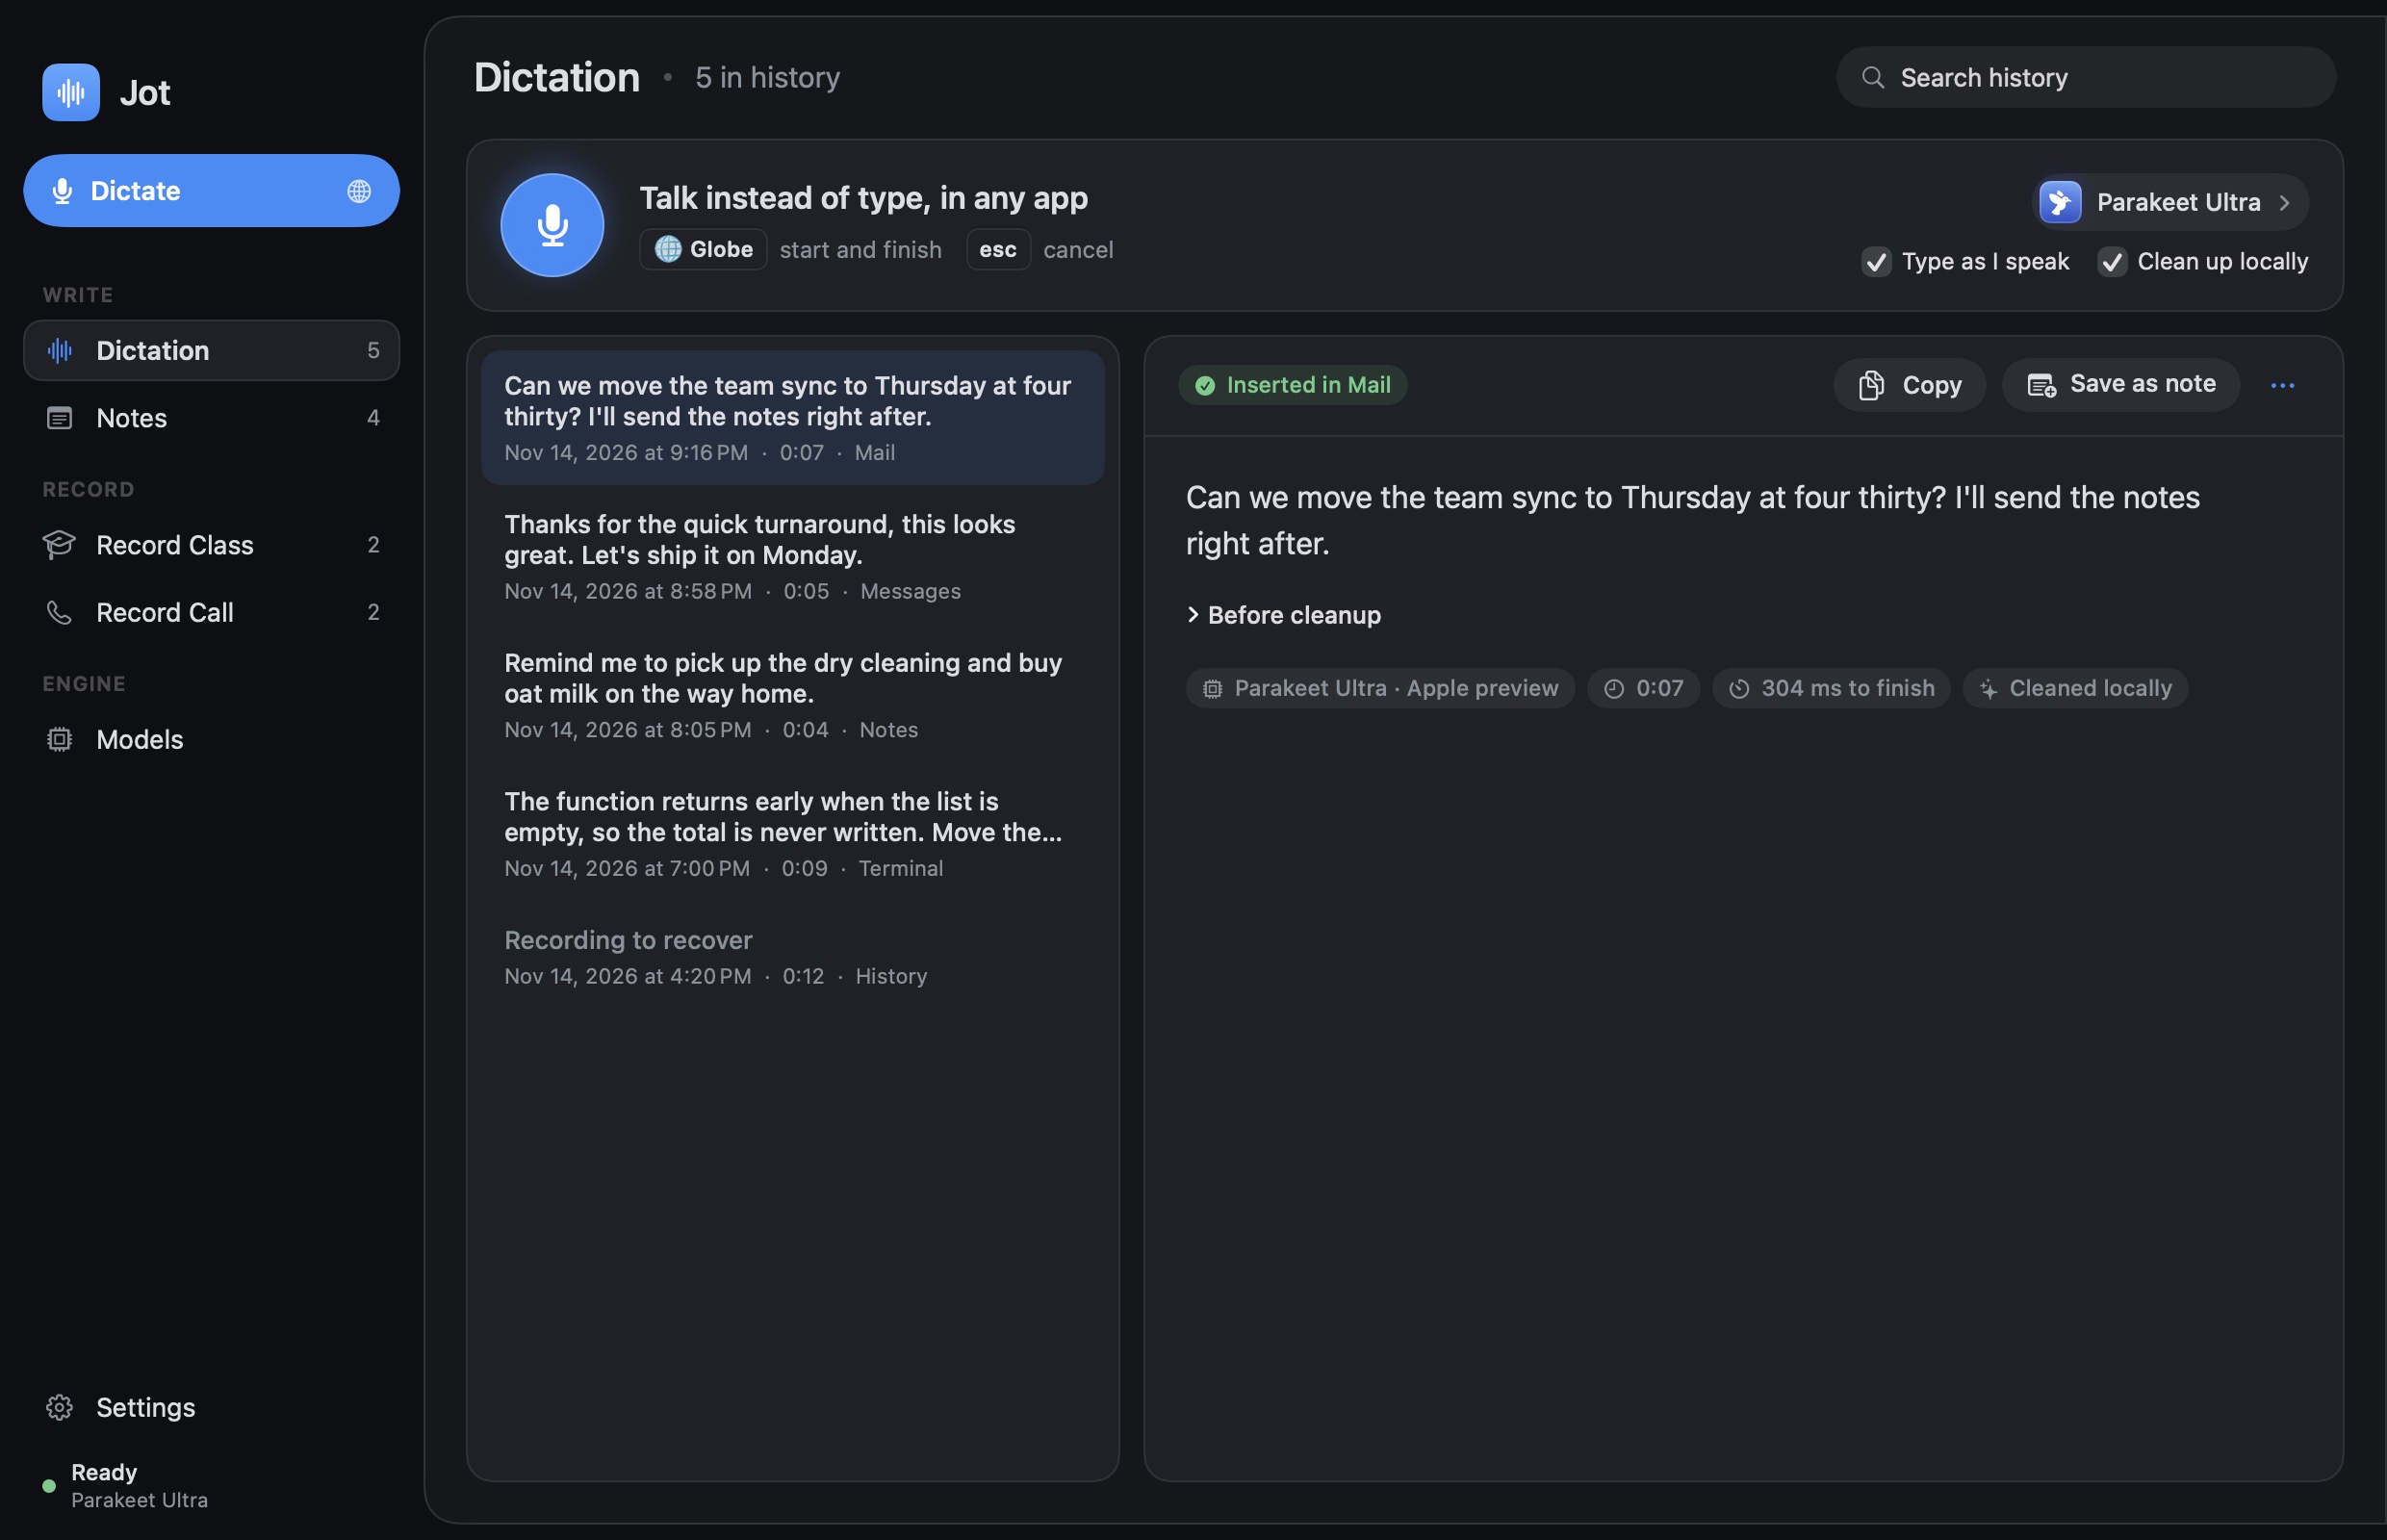 Jot
Dictate
WRITE
Dictation 5
Notes 4
RECORD
Record Class 2
Record Call 2
ENGINE
Models
Settings
Ready
Parakeet Ultra
Dictation • 5 in history
Search history
Talk instead of type, in any app
Globe start and finish esc cancel
Parakeet Ultra
Type as I speak Clean up locally
Can we move the team sync to Thursday at four
thirty? I'll send the notes right after.
Nov 14, 2026 at 9:16 PM · 0:07 · Mail
Thanks for the quick turnaround, this looks
great. Let's ship it on Monday.
Nov 14, 2026 at 8:58 PM · 0:05 · Messages
Remind me to pick up the dry cleaning and buy
oat milk on the way home.
Nov 14, 2026 at 8:05 PM · 0:04 · Notes
The function returns early when the list is
empty, so the total is never written. Move the...
Nov 14, 2026 at 7:00 PM · 0:09 · Terminal
Recording to recover
Nov 14, 2026 at 4:20 PM · 0:12 · History
Inserted in Mail
Copy
Save as note
Can we move the team sync to Thursday at four thirty? I'll send the notes
right after.
Before cleanup
Parakeet Ultra · Apple preview 0:07 304 ms to finish Cleaned locally